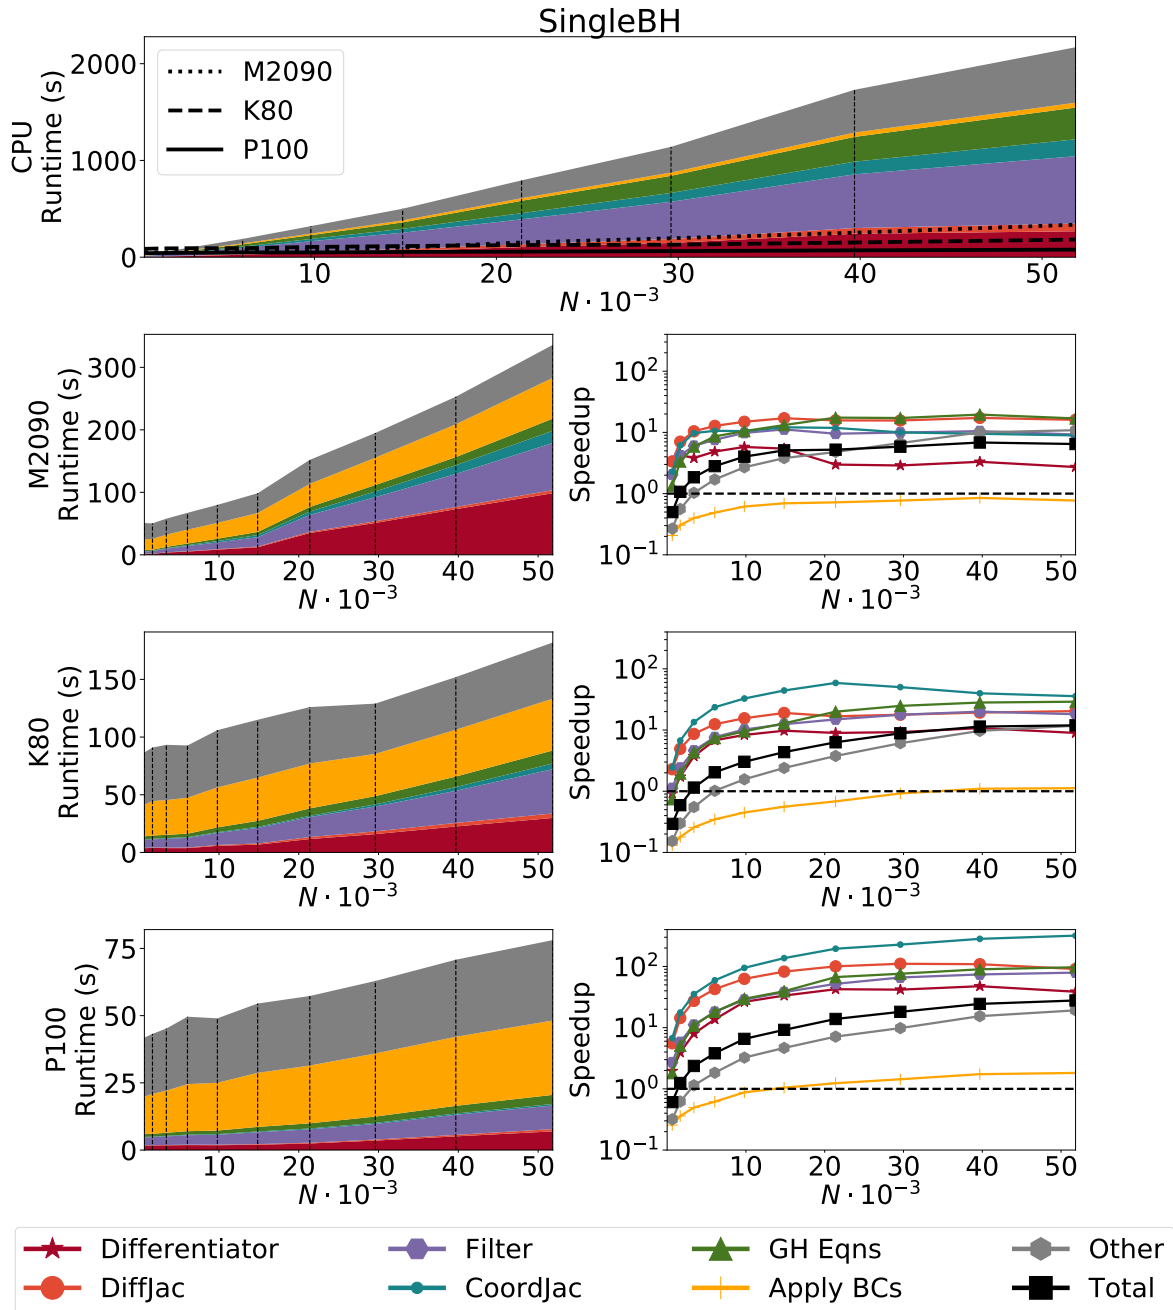 SingleBH
CPU
Runtime (s)
2000
1000
0
M2090
K80
P100
10 20 30 40 50
N · 10⁻³
M2090
Runtime (s)
300
200
100
0
10 20 30 40 50
N · 10⁻³
Speedup
10²
10¹
10⁰
10⁻¹
10 20 30 40 50
N · 10⁻³
K80
Runtime (s)
150
100
50
0
10 20 30 40 50
N · 10⁻³
Speedup
10²
10¹
10⁰
10⁻¹
10 20 30 40 50
N · 10⁻³
P100
Runtime (s)
75
50
25
0
10 20 30 40 50
N · 10⁻³
Speedup
10²
10¹
10⁰
10⁻¹
10 20 30 40 50
N · 10⁻³
Differentiator Filter GH Eqns Other
DiffJac CoordJac Apply BCs Total